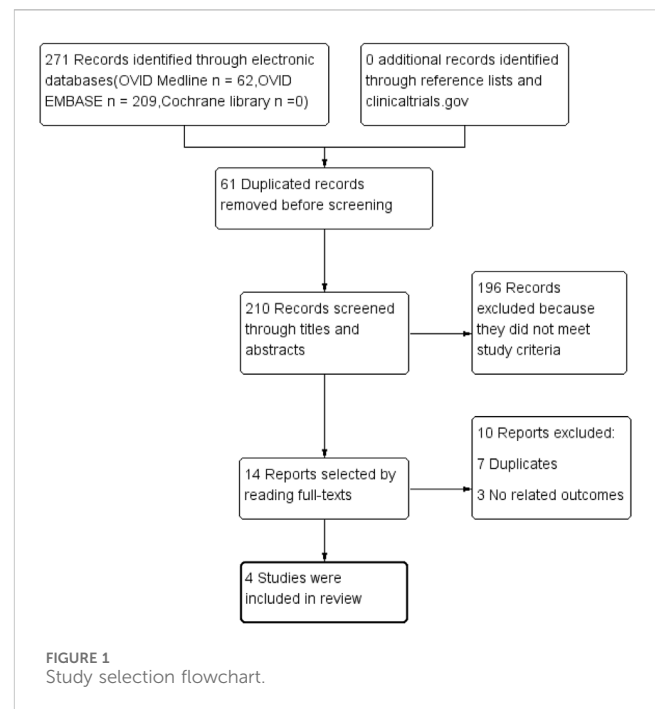 271 Records identified through electronic
databases(OVID Medline n = 62,OVID
EMBASE n = 209,Cochrane library n =0)
0 additional records identified
through reference lists and
clinicaltrials.gov
61 Duplicated records
removed before screening
210 Records screened
through titles and
abstracts
196 Records
excluded because
they did not meet
study criteria
14 Reports selected by
reading full-texts
10 Reports excluded:
7 Duplicates
3 No related outcomes
4 Studies were
included in review
FIGURE 1
Study selection flowchart.